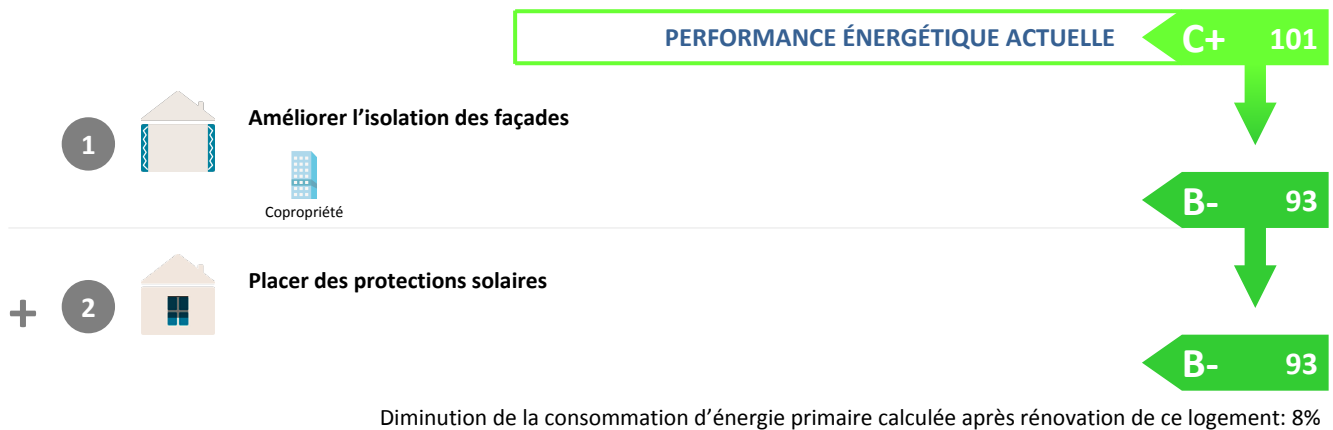 PERFORMANCE ÉNERGÉTIQUE ACTUELLE C+ 101
1 Améliorer l’isolation des façades
Copropriété
B- 93
+ 2 Placer des protections solaires
B- 93
Diminution de la consommation d’énergie primaire calculée après rénovation de ce logement: 8%